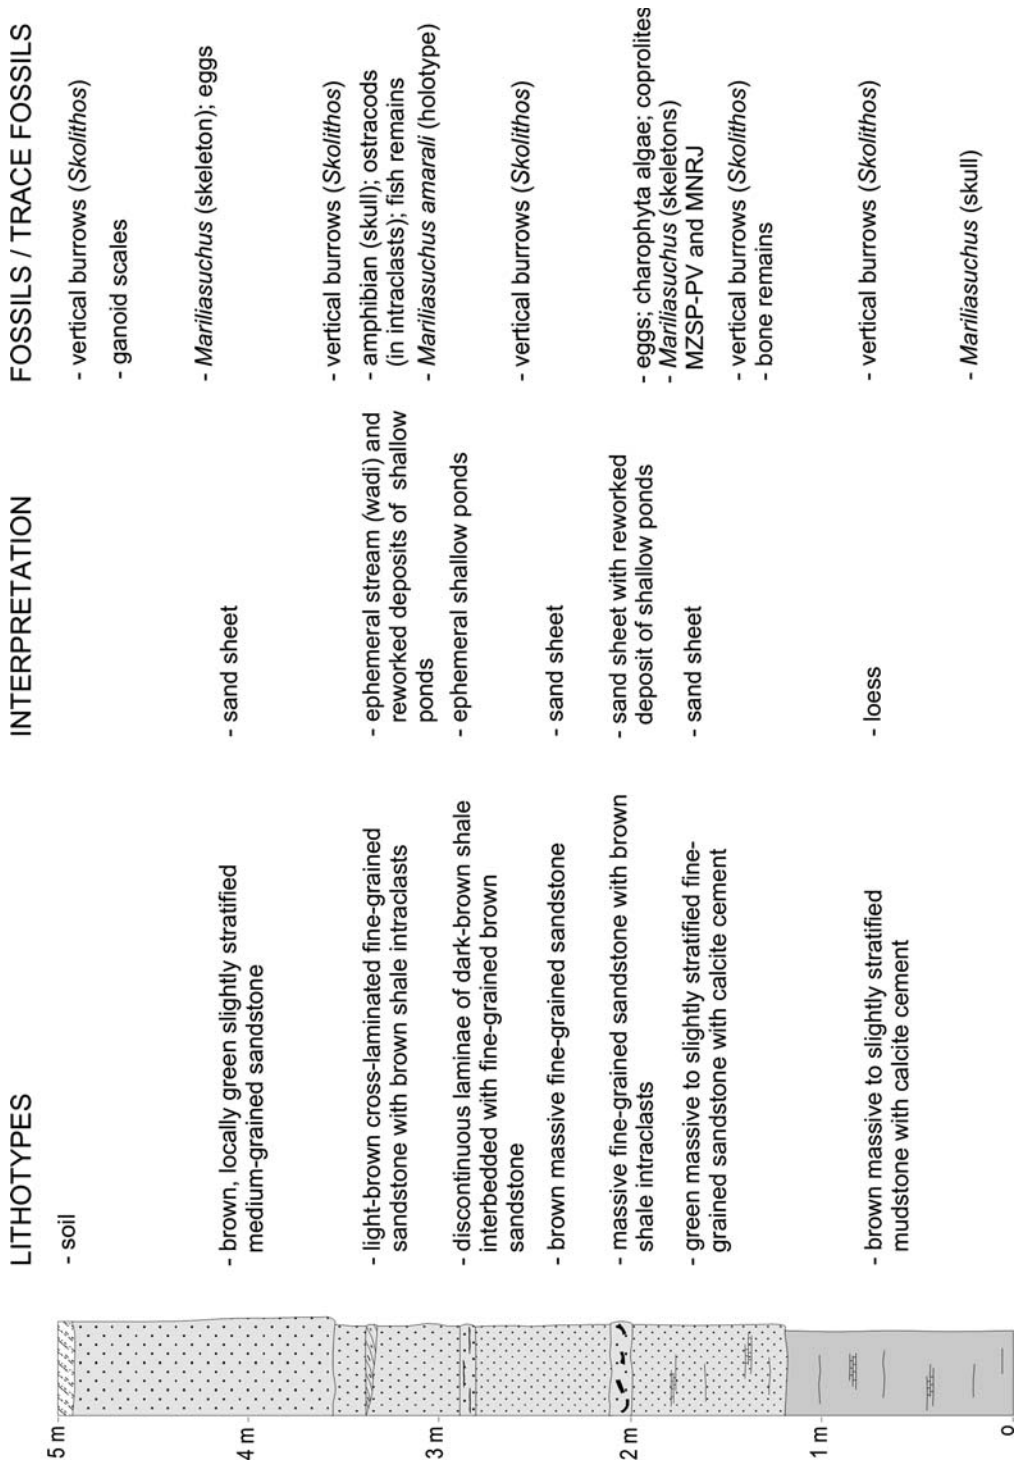 LITHOTYPES
- soil
- brown, locally green slightly stratified
medium-grained sandstone
- light-brown cross-laminated fine-grained
sandstone with brown shale intraclasts
- discontinuous laminae of dark-brown shale
interbedded with fine-grained brown
sandstone
- brown massive fine-grained sandstone
- massive fine-grained sandstone with brown
shale intraclasts
- green massive to slightly stratified fine-
grained sandstone with calcite cement
- brown massive to slightly stratified
mudstone with calcite cement
INTERPRETATION
- sand sheet
- ephemeral stream (wadi) and
reworked deposits of shallow
ponds
- ephemeral shallow ponds
- sand sheet
- sand sheet with reworked
deposit of shallow ponds
- sand sheet
- loess
FOSSILS / TRACE FOSSILS
- vertical burrows (Skolithos)
- ganoid scales
- Mariliasuchus (skeleton); eggs
- vertical burrows (Skolithos)
- amphibian (skull); ostracods
(in intraclasts); fish remains
- Mariliasuchus amarali (holotype)
- vertical burrows (Skolithos)
- eggs; charophyta algae; coprolites
- Mariliasuchus (skeletons)
MZSP-PV and MNRJ
- vertical burrows (Skolithos)
- bone remains
- vertical burrows (Skolithos)
- Mariliasuchus (skull)
5 m
4 m
3 m
2 m
1 m
0